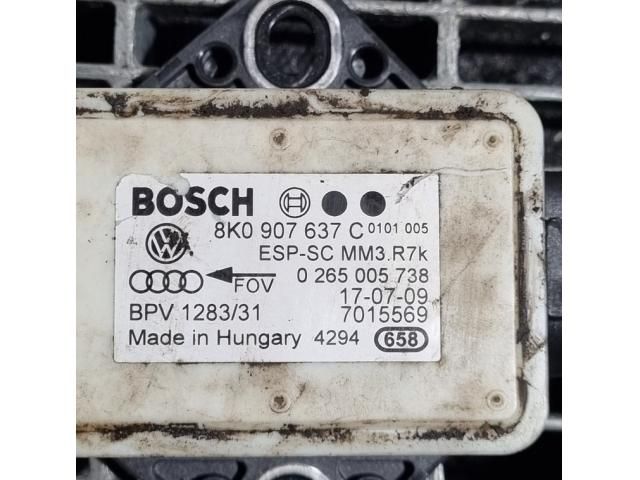 BOSCH
8K0 907 637 C 0101 005
ESP-SC MM3.R7k
FOV 0 265 005 738
17-07-09
BPV 1283/31 7015569
Made in Hungary 4294 658